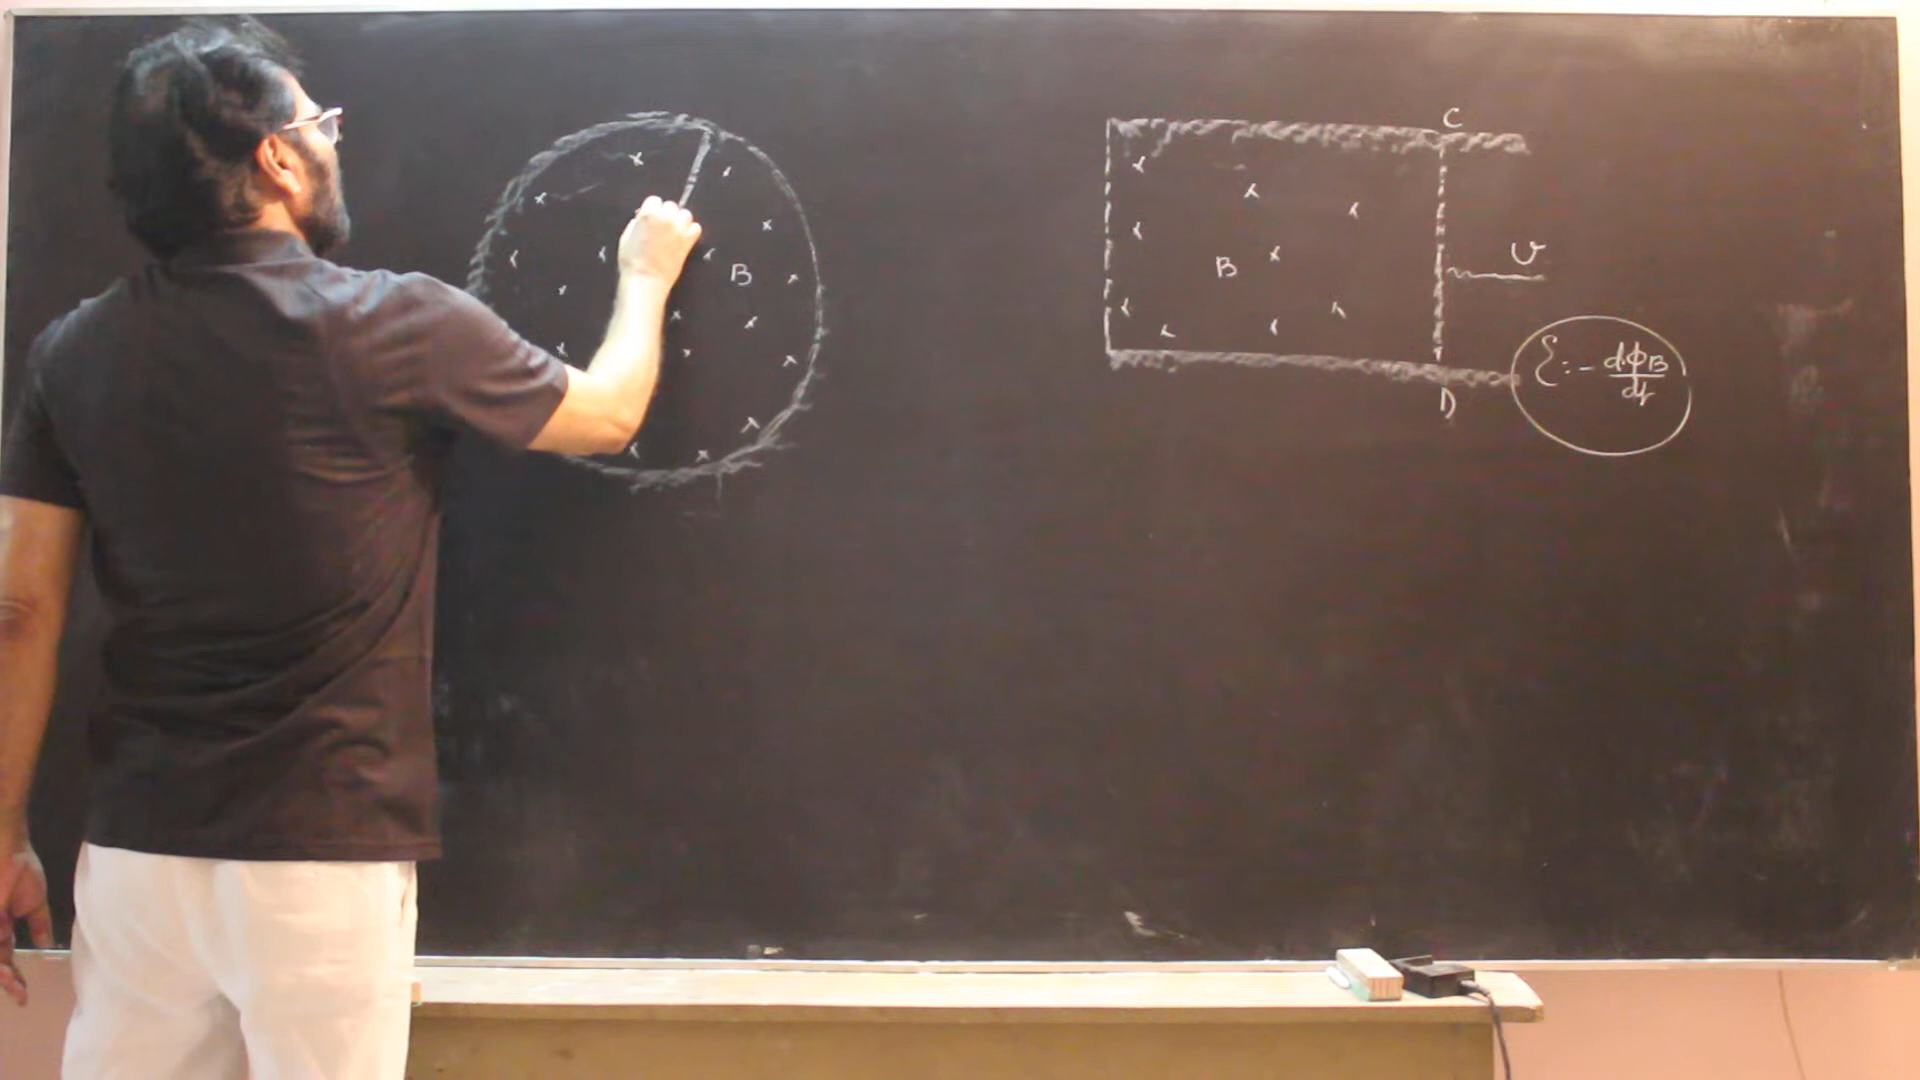 B
C
B
v
ℰ = - dΦB/dt
D